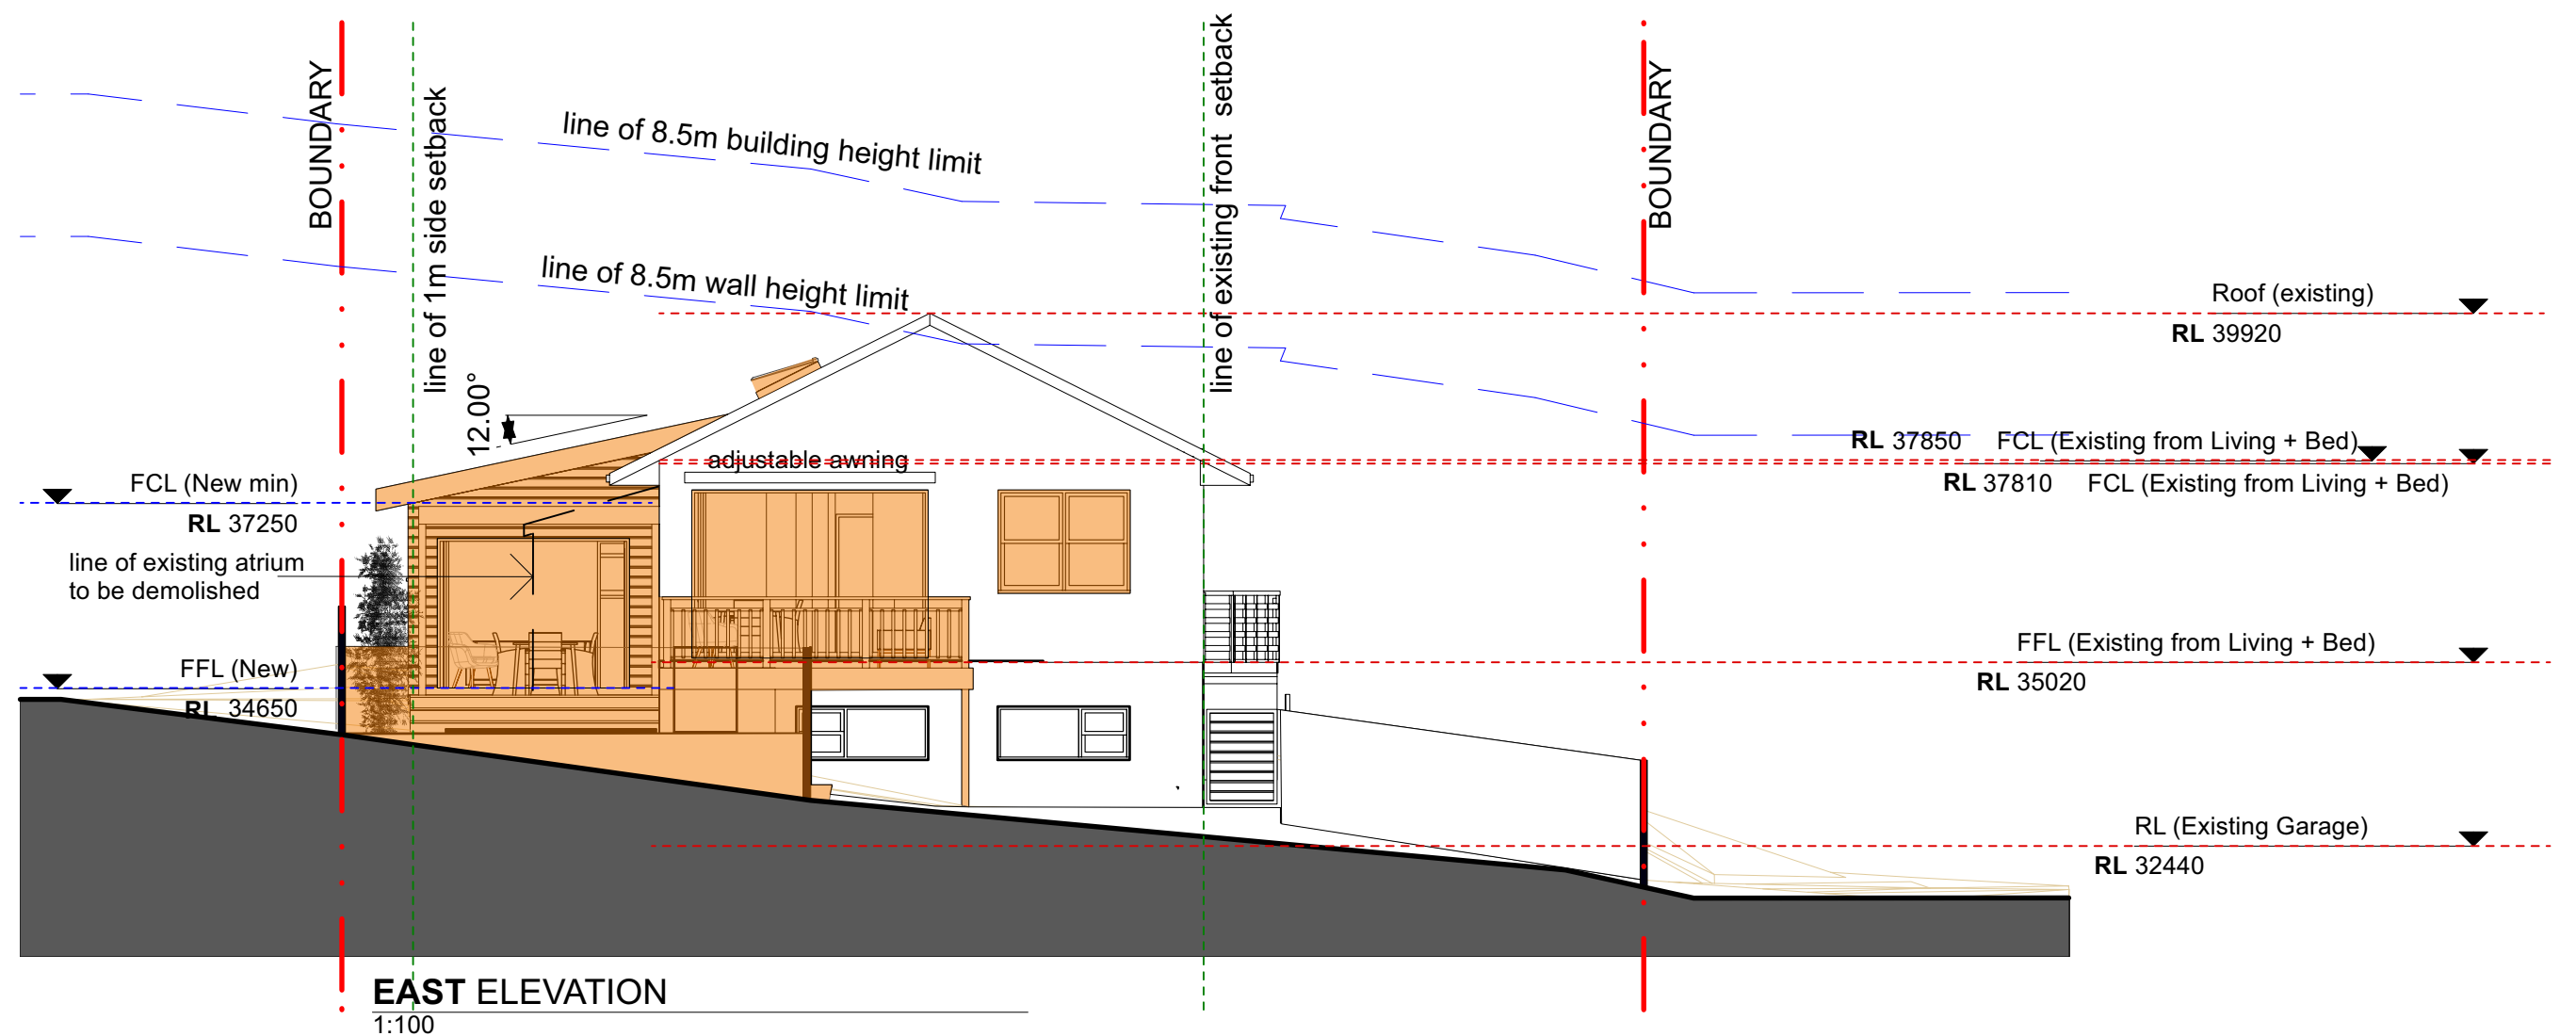 BOUNDARY
line of 1m side setback
line of 8.5m building height limit
line of 8.5m wall height limit
line of existing front setback
BOUNDARY
Roof (existing)
RL 39920
12.00°
adjustable awning
RL 37850 FCL (Existing from Living + Bed)
RL 37810 FCL (Existing from Living + Bed)
FCL (New min)
RL 37250
line of existing atrium
to be demolished
FFL (New)
RL 34650
FFL (Existing from Living + Bed)
RL 35020
RL (Existing Garage)
RL 32440
EAST ELEVATION
1:100